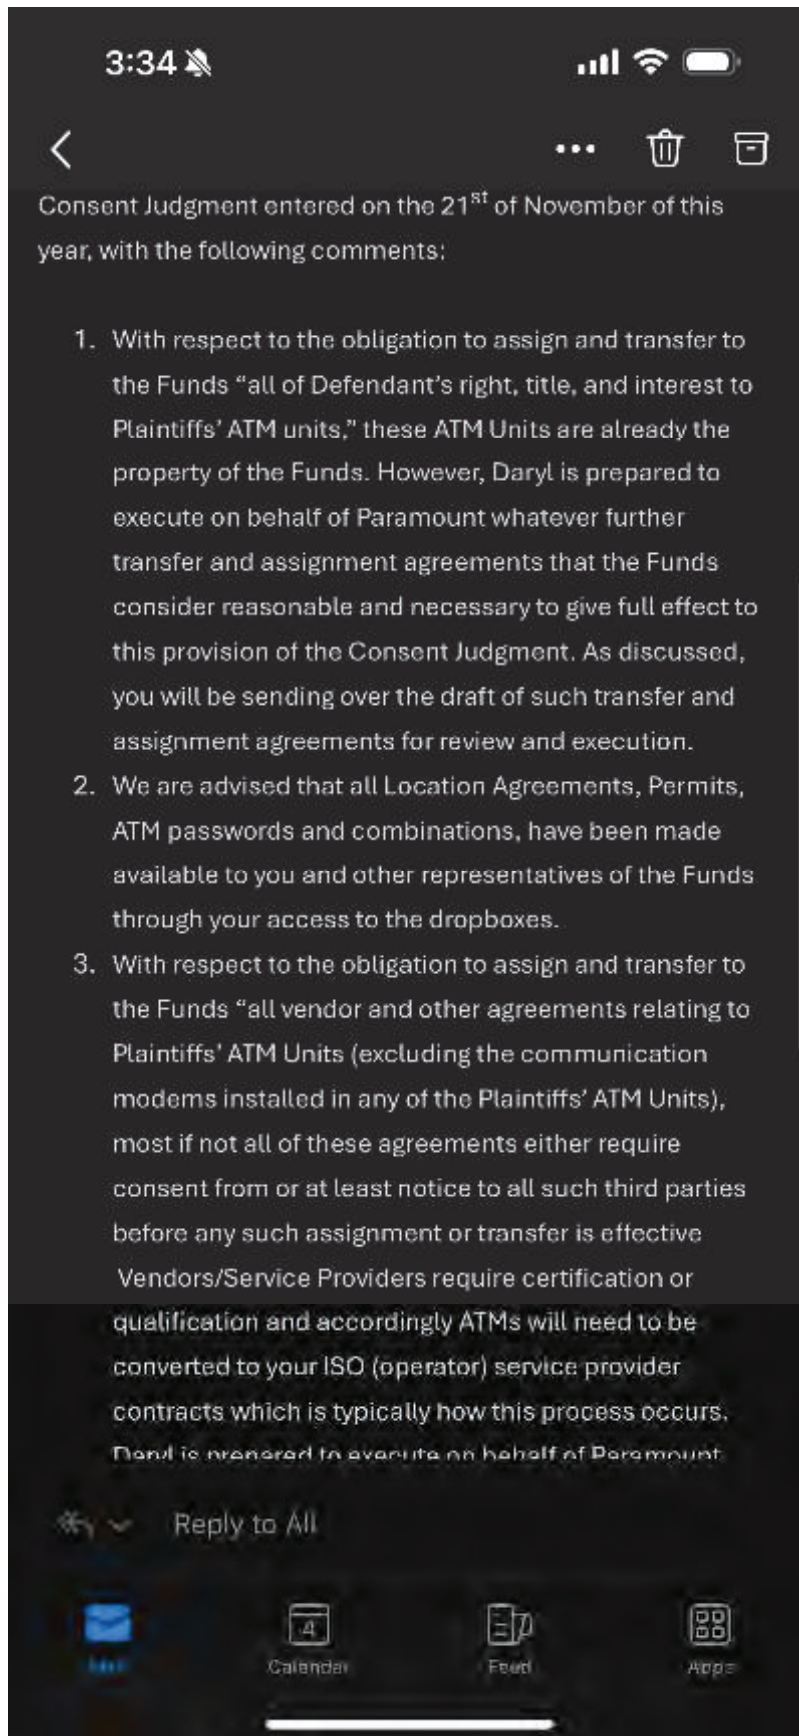 3:34
Consent Judgment entered on the 21st of November of this
year, with the following comments:
1. With respect to the obligation to assign and transfer to
the Funds “all of Defendant’s right, title, and interest to
Plaintiffs’ ATM units,” these ATM Units are already the
property of the Funds. However, Daryl is prepared to
execute on behalf of Paramount whatever further
transfer and assignment agreements that the Funds
consider reasonable and necessary to give full effect to
this provision of the Consent Judgment. As discussed,
you will be sending over the draft of such transfer and
assignment agreements for review and execution.
2. We are advised that all Location Agreements, Permits,
ATM passwords and combinations, have been made
available to you and other representatives of the Funds
through your access to the dropboxes.
3. With respect to the obligation to assign and transfer to
the Funds “all vendor and other agreements relating to
Plaintiffs’ ATM Units (excluding the communication
modems installed in any of the Plaintiffs’ ATM Units),
most if not all of these agreements either require
consent from or at least notice to all such third parties
before any such assignment or transfer is effective
Vendors/Service Providers require certification or
qualification and accordingly ATMs will need to be
converted to your ISO (operator) service provider
contracts which is typically how this process occurs.
Daryl is prepared to execute on behalf of Paramount
Reply to All
4
Mail Calendar Feed Apps